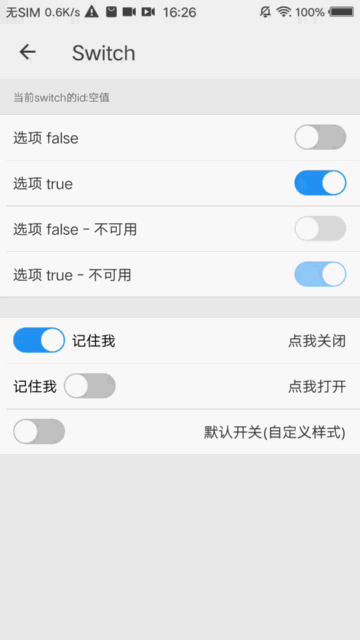 无SIM 0.6K/s 16:26 100%
Switch
当前switch的id:空值
选项 false
选项 true
选项 false - 不可用
选项 true - 不可用
记住我 点我关闭
记住我 点我打开
默认开关(自定义样式)